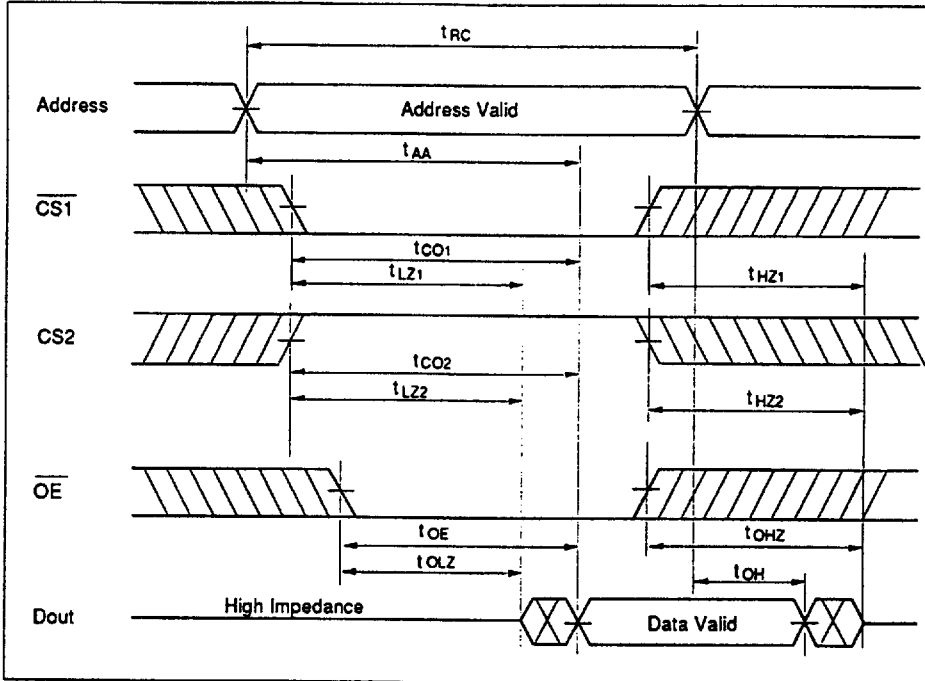 tRC
Address
Address Valid
tAA
CS1
tCO1
tLZ1
tHZ1
CS2
tCO2
tLZ2
tHZ2
OE
tOE
tOHZ
tOLZ
tOH
High Impedance
Dout
Data Valid